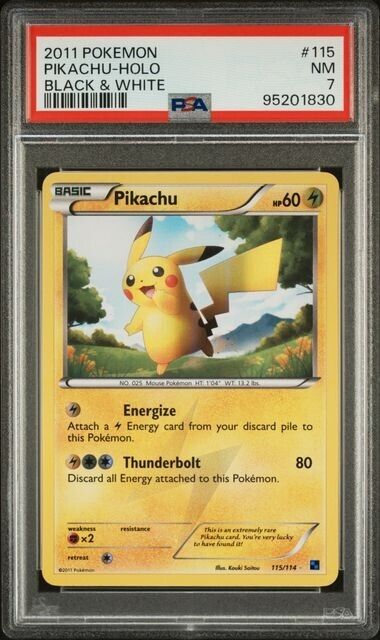 2011 POKEMON #115
PIKACHU-HOLO NM
BLACK & WHITE 7
PSA 95201830
BASIC Pikachu HP60
NO. 025 Mouse Pokémon HT: 1'04" WT: 13.2 lbs.
Energize
Attach a Energy card from your discard pile to
this Pokémon.
Thunderbolt 80
Discard all Energy attached to this Pokémon.
weakness resistance
×2
retreat
This is an extremely rare
Pikachu card. You're very lucky
to have found it!
©2011 Pokémon Illus. Kouki Saitou 115/114
PSA